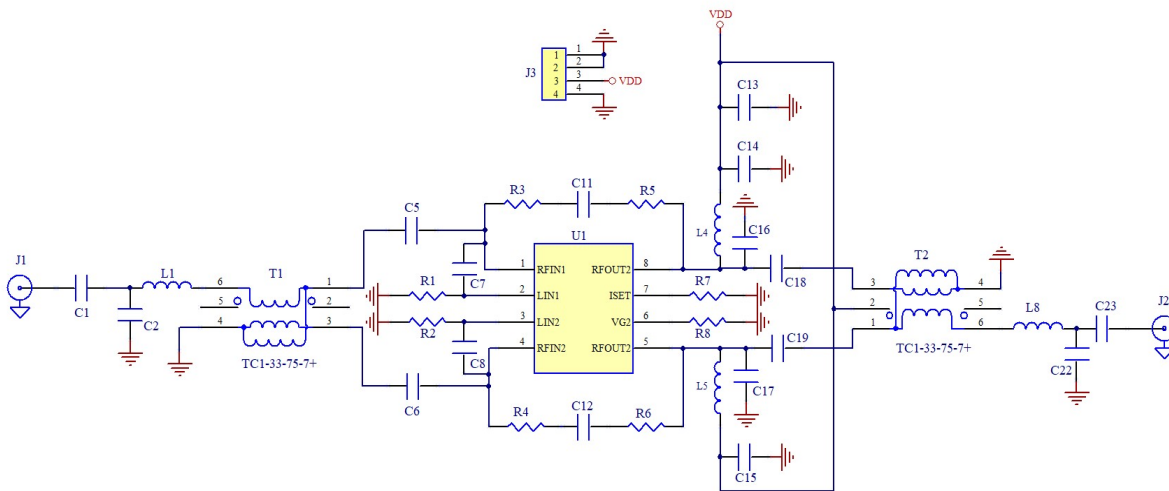 VDD
J3
1 1
2 2
3 3 VDD
4 4
C13
C14
R3 C11 R5
C5
L4 C16
U1
J1 L1 T1 T2 J2
6 1
5 2
4 3
C1
C2
TC1-33-75-7+
R1 C7
R2 C8
C6
1 RFIN1 RFOUT2 8
2 LIN1 ISET 7 R7
3 LIN2 VG2 6 R8
4 RFIN2 RFOUT2 5
C18
C19
3 4
2 5
1 6
TC1-33-75-7+
L8 C23
C22
L5 C17
R4 C12 R6
C15